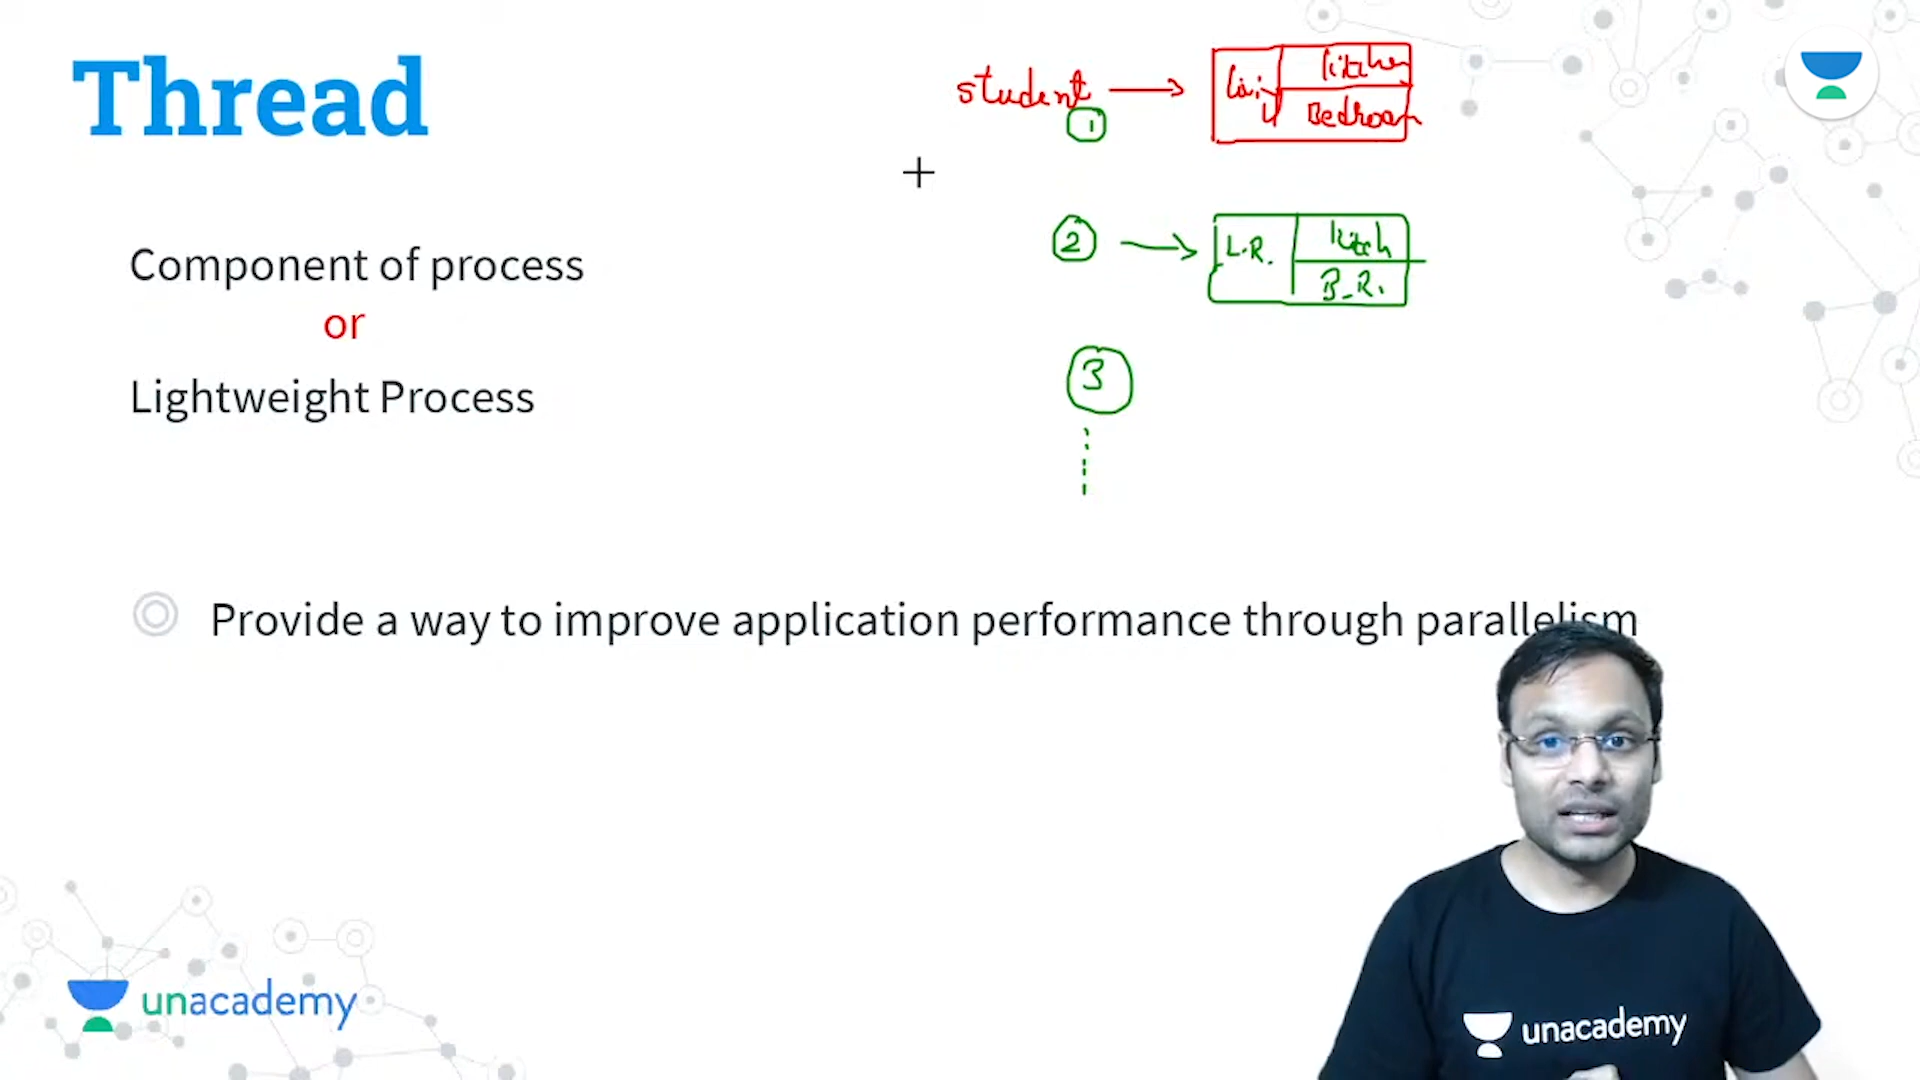 Thread
student → Living Kitchen
1 Bedroom
Component of process
2 → L.R. Kitch
B.R.
or
3
Lightweight Process
Provide a way to improve application performance through parallelism
unacademy
unacademy